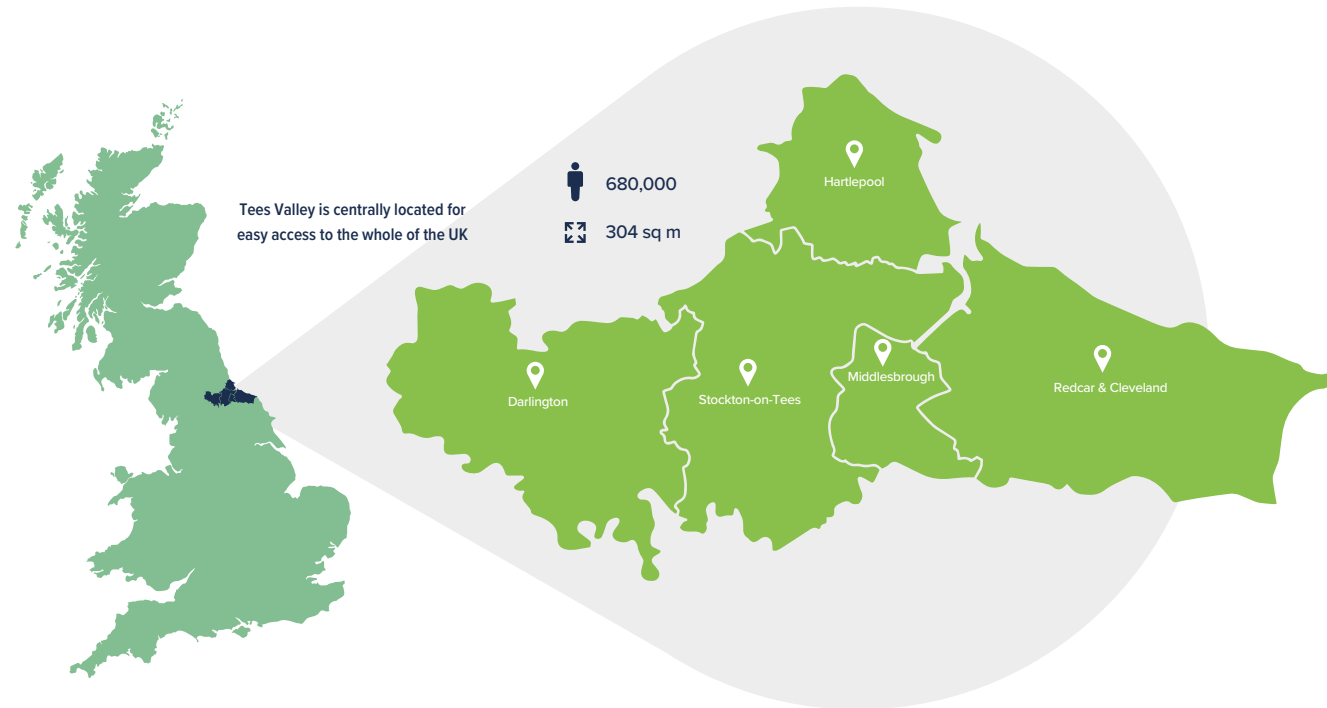 Tees Valley is centrally located for
easy access to the whole of the UK
680,000
304 sq m
Hartlepool
Darlington
Stockton-on-Tees
Middlesbrough
Redcar & Cleveland